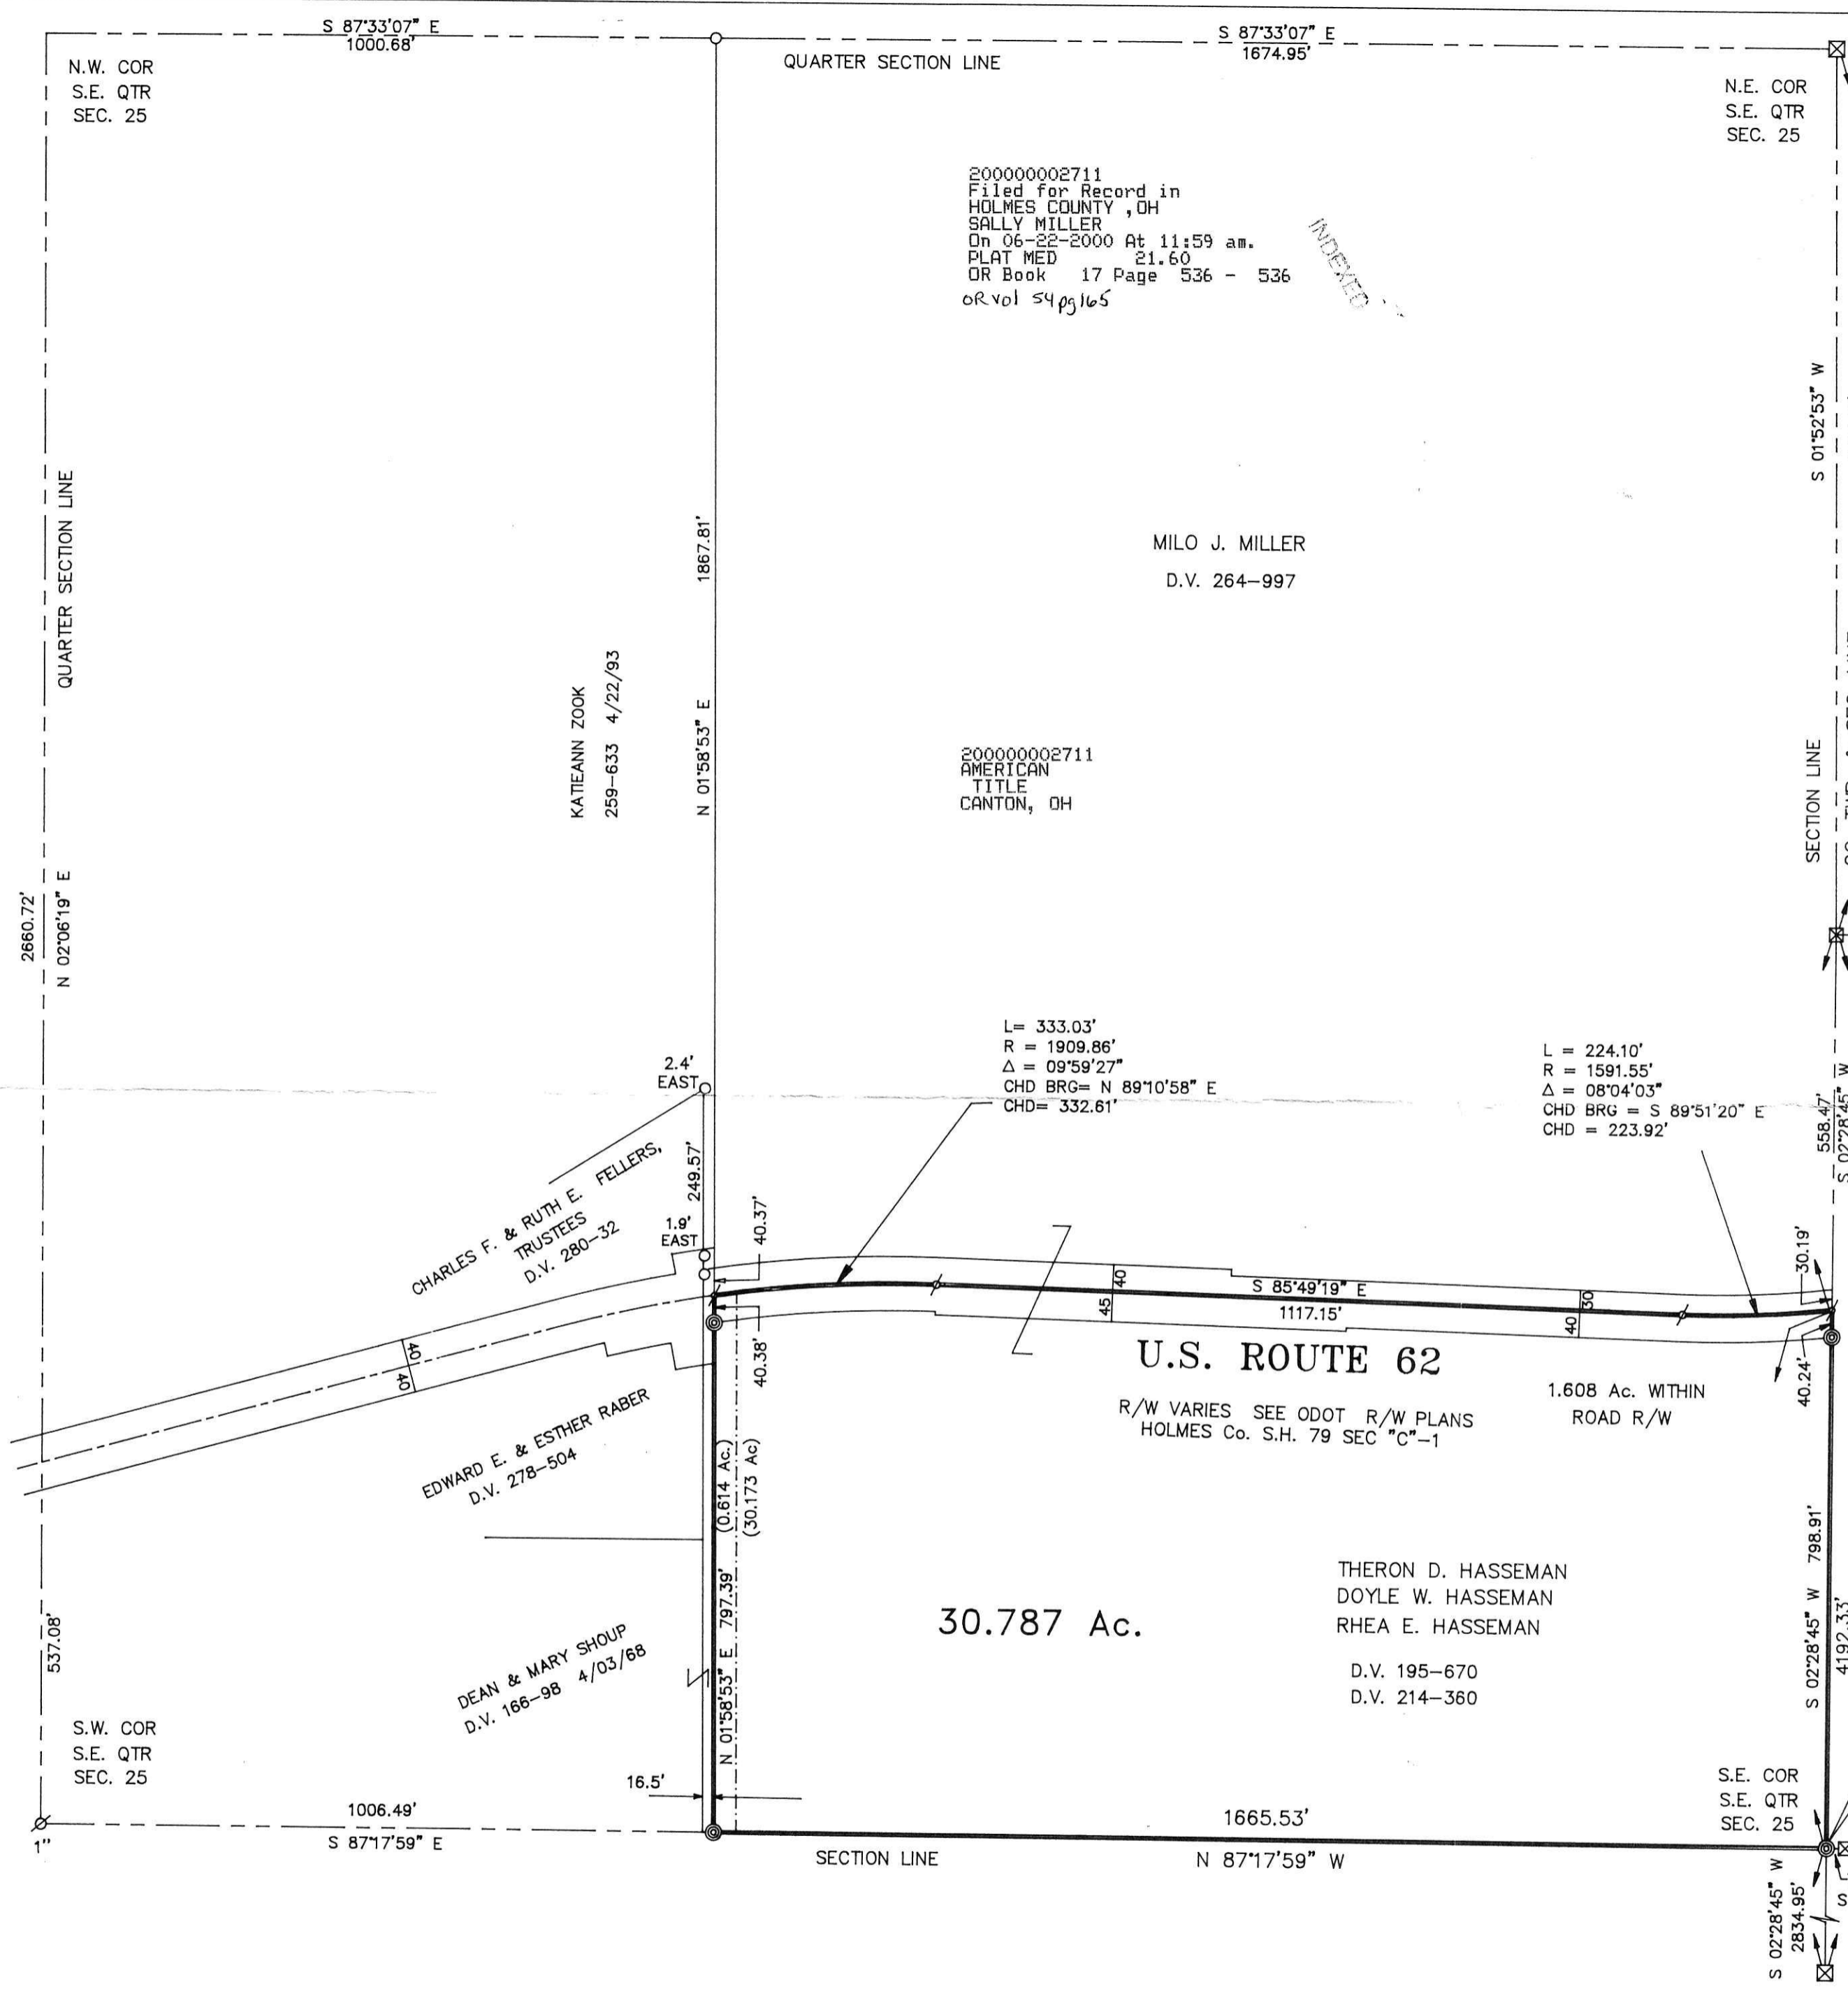 S 87°33'07" E
1000.68'
S 87°33'07" E
1674.95'
QUARTER SECTION LINE
N.W. COR
S.E. QTR
SEC. 25
N.E. COR
S.E. QTR
SEC. 25
200000002711
Filed for Record in
HOLMES COUNTY ,OH
SALLY MILLER
On 06-22-2000 At 11:59 am.
PLAT MED 21.60
OR Book 17 Page 536 - 536
OR vol 54 pg 165
INDEXED
S 01°52'53" W
QUARTER SECTION LINE
1867.81'
MILO J. MILLER
D.V. 264-997
KATIEANN ZOOK
259-633 4/22/93
N 01°58'53" E
200000002711
AMERICAN
TITLE
CANTON, OH
SECTION LINE
2660.72'
N 02°06'19" E
L= 333.03'
R = 1909.86'
Δ = 09°59'27"
CHD BRG= N 89°10'58" E
CHD= 332.61'
L = 224.10'
R = 1591.55'
Δ = 08°04'03"
CHD BRG = S 89°51'20" E
CHD = 223.92'
558.47'
S 02°28'45" W
2.4'
EAST
249.57'
CHARLES F. & RUTH E. FELLERS,
TRUSTEES
D.V. 280-32
1.9'
EAST
40.37'
30.19'
40
45
S 85°49'19" E
1117.15'
30
40
40
40
40.38'
40.24'
U.S. ROUTE 62
R/W VARIES SEE ODOT R/W PLANS
HOLMES Co. S.H. 79 SEC "C"-1
1.608 Ac. WITHIN
ROAD R/W
EDWARD E. & ESTHER RABER
D.V. 278-504
(0.614 Ac.)
(30.173 Ac)
THERON D. HASSEMAN
DOYLE W. HASSEMAN
RHEA E. HASSEMAN
D.V. 195-670
D.V. 214-360
30.787 Ac.
N 01°58'53" E 797.39'
S 02°28'45" W 798.91'
4192.33'
537.08'
DEAN & MARY SHOUP
D.V. 166-98 4/03/68
S.W. COR
S.E. QTR
SEC. 25
S.E. COR
S.E. QTR
SEC. 25
16.5'
1006.49'
S 87°17'59" E
1"
1665.53'
SECTION LINE
N 87°17'59" W
S 02°28'45" W
2834.95'
S